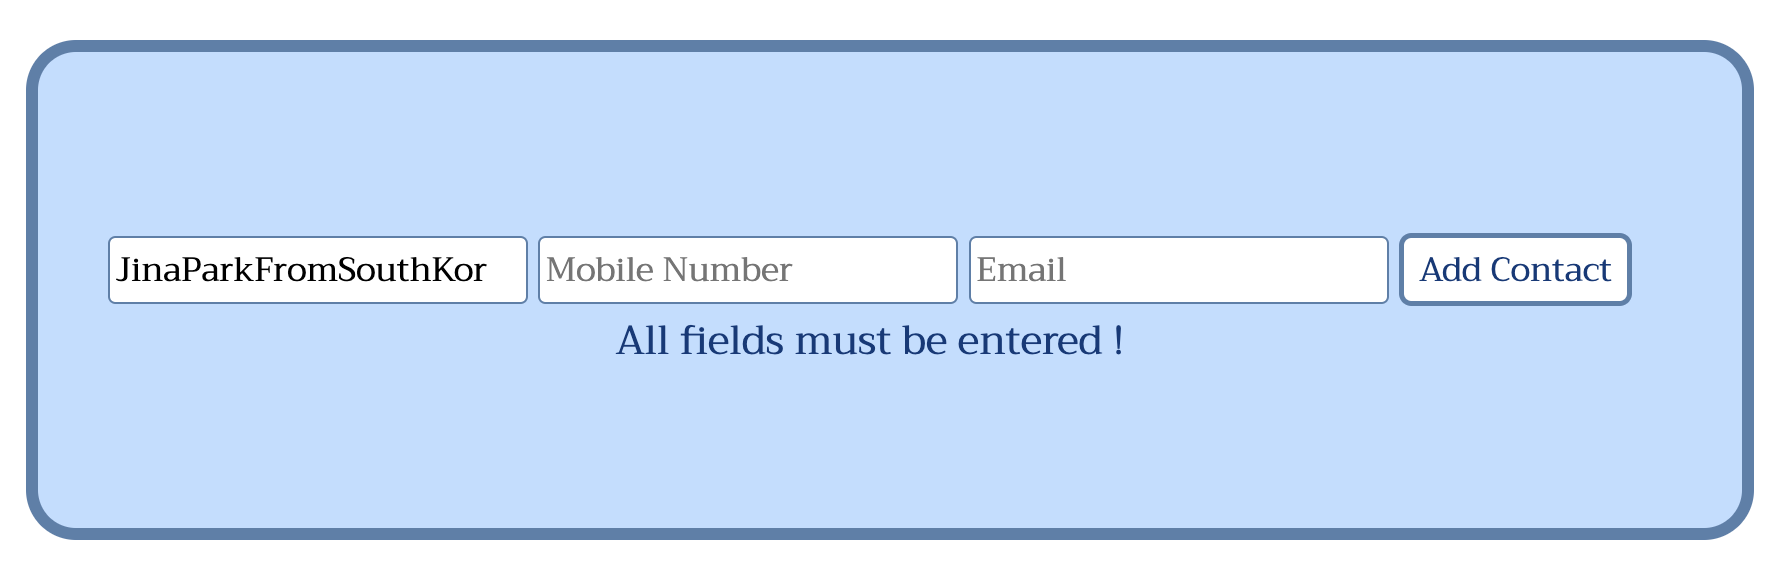 JinaParkFromSouthKor Mobile Number Email Add Contact
All fields must be entered !